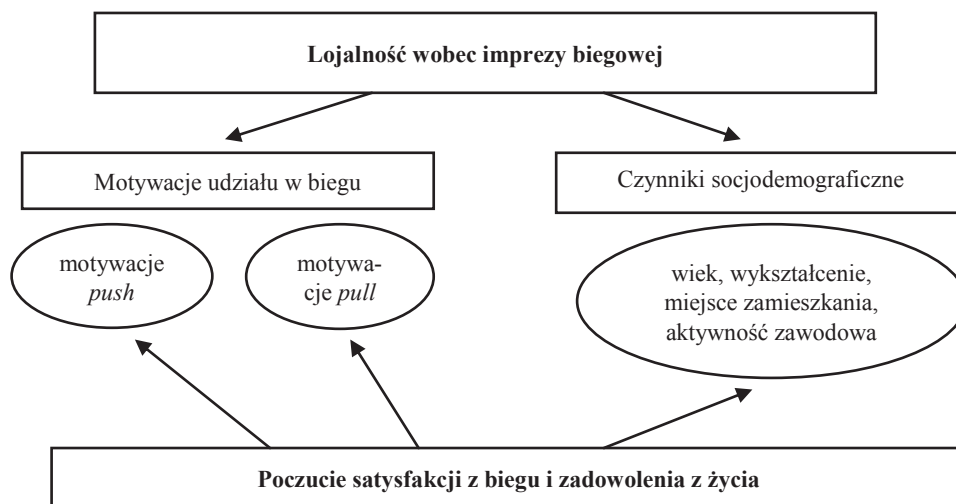 Lojalność wobec imprezy biegowej
Motywacje udziału w biegu
Czynniki socjodemograficzne
motywacje
push
motywa-
cje pull
wiek, wykształcenie,
miejsce zamieszkania,
aktywność zawodowa
Poczucie satysfakcji z biegu i zadowolenia z życia